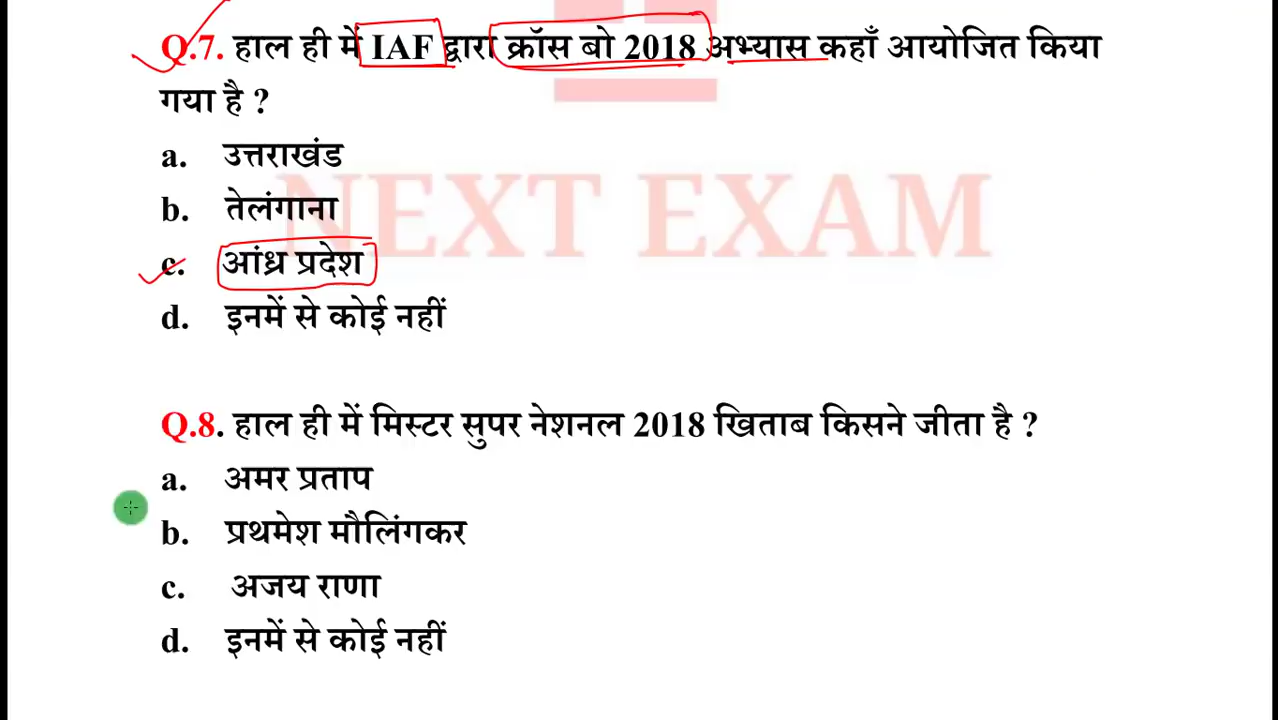 Q.7. हाल ही में IAF द्वारा क्रॉस बो 2018 अभ्यास कहाँ आयोजित किया
गया है ?
a. उत्तराखंड
b. तेलंगाना
NEXT EXAM
c. आंध्र प्रदेश
d. इनमें से कोई नहीं
Q.8. हाल ही में मिस्टर सुपर नेशनल 2018 खिताब किसने जीता है ?
a. अमर प्रताप
b. प्रथमेश मौलिंगकर
c. अजय राणा
d. इनमें से कोई नहीं